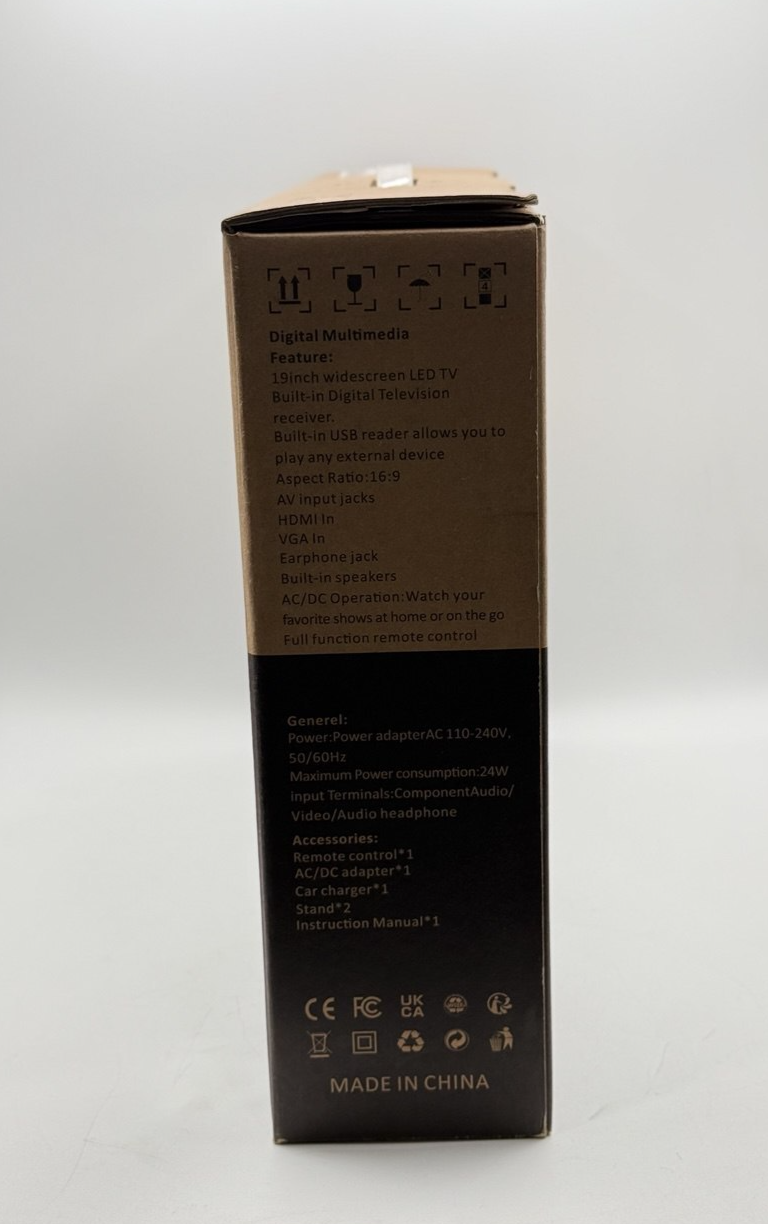 4
Digital Multimedia
Feature:
19inch widescreen LED TV
Built-in Digital Television
receiver.
Built-in USB reader allows you to
play any external device
Aspect Ratio:16:9
AV input jacks
HDMI In
VGA In
Earphone jack
Built-in speakers
AC/DC Operation:Watch your
favorite shows at home or on the go
Full function remote control
Generel:
Power:Power adapterAC 110-240V,
50/60Hz
Maximum Power consumption:24W
input Terminals:ComponentAudio/
Video/Audio headphone
Accessories:
Remote control*1
AC/DC adapter*1
Car charger*1
Stand*2
Instruction Manual*1
CE FC UK
CA
MADE IN CHINA